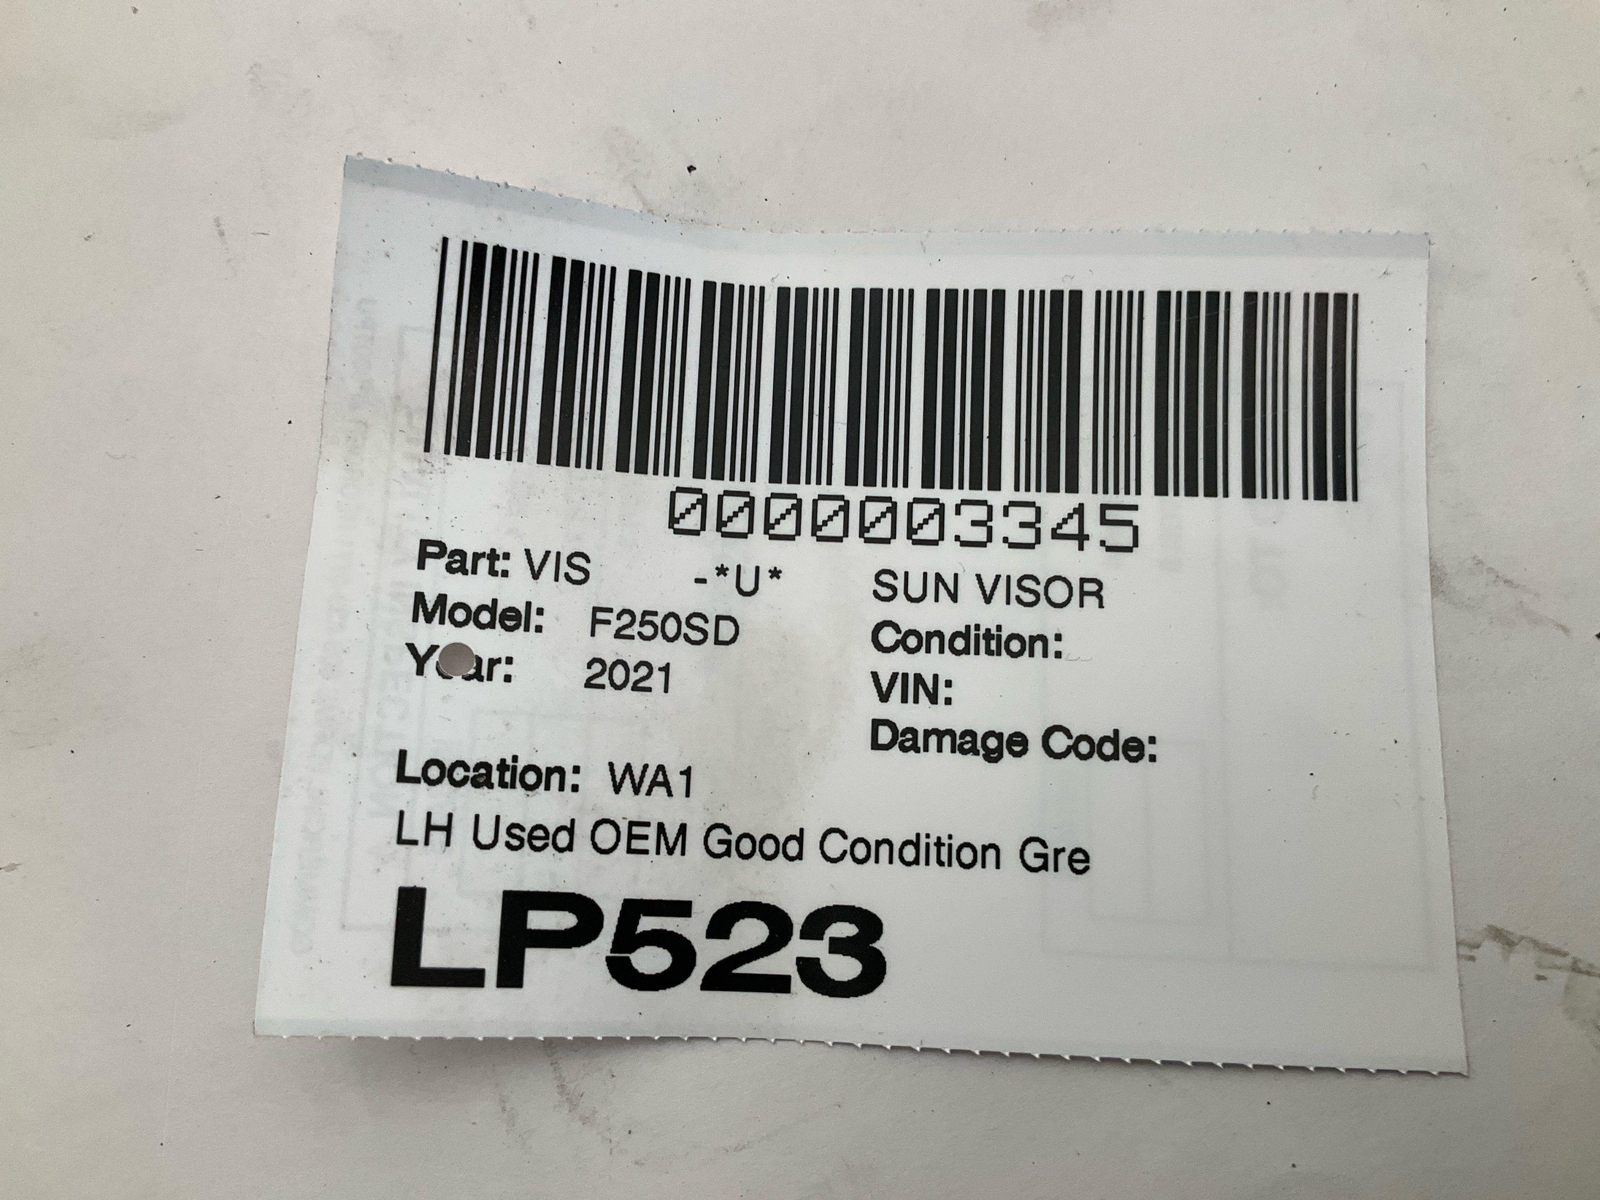 0000003345
Part: VIS -*U* SUN VISOR
Model: F250SD Condition:
Year: 2021 VIN:
Damage Code:
Location: WA1
LH Used OEM Good Condition Gre
LP523